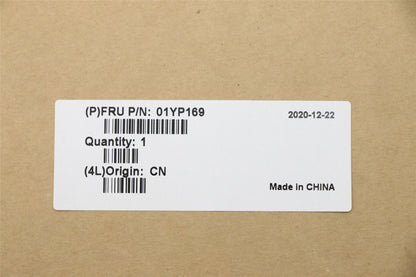 (P)FRU P/N: 01YP169
2020-12-22
Quantity: 1
(4L)Origin: CN
Made in CHINA